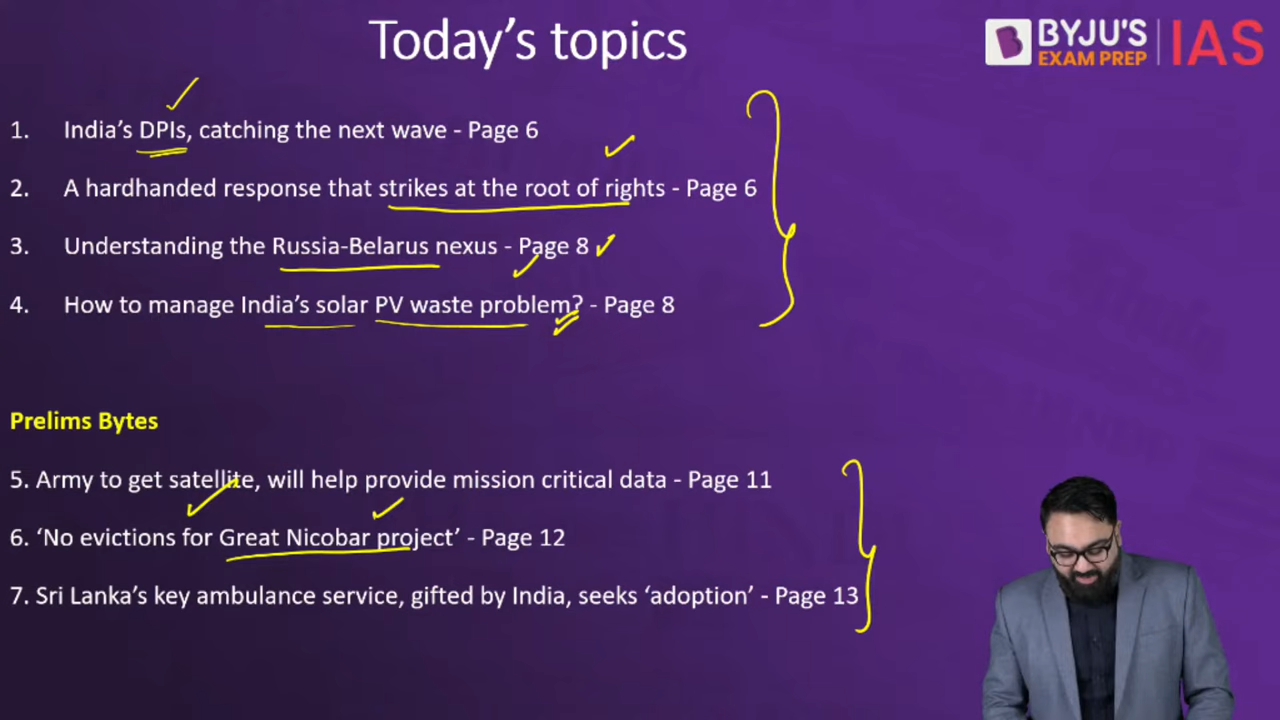 Today's topics
BYJU'S
EXAM PREP
IAS
1. India's DPIs, catching the next wave - Page 6
2. A hardhanded response that strikes at the root of rights - Page 6
3. Understanding the Russia-Belarus nexus - Page 8
4. How to manage India's solar PV waste problem? - Page 8
Prelims Bytes
5. Army to get satellite, will help provide mission critical data - Page 11
6. ‘No evictions for Great Nicobar project’ - Page 12
7. Sri Lanka's key ambulance service, gifted by India, seeks ‘adoption’ - Page 13